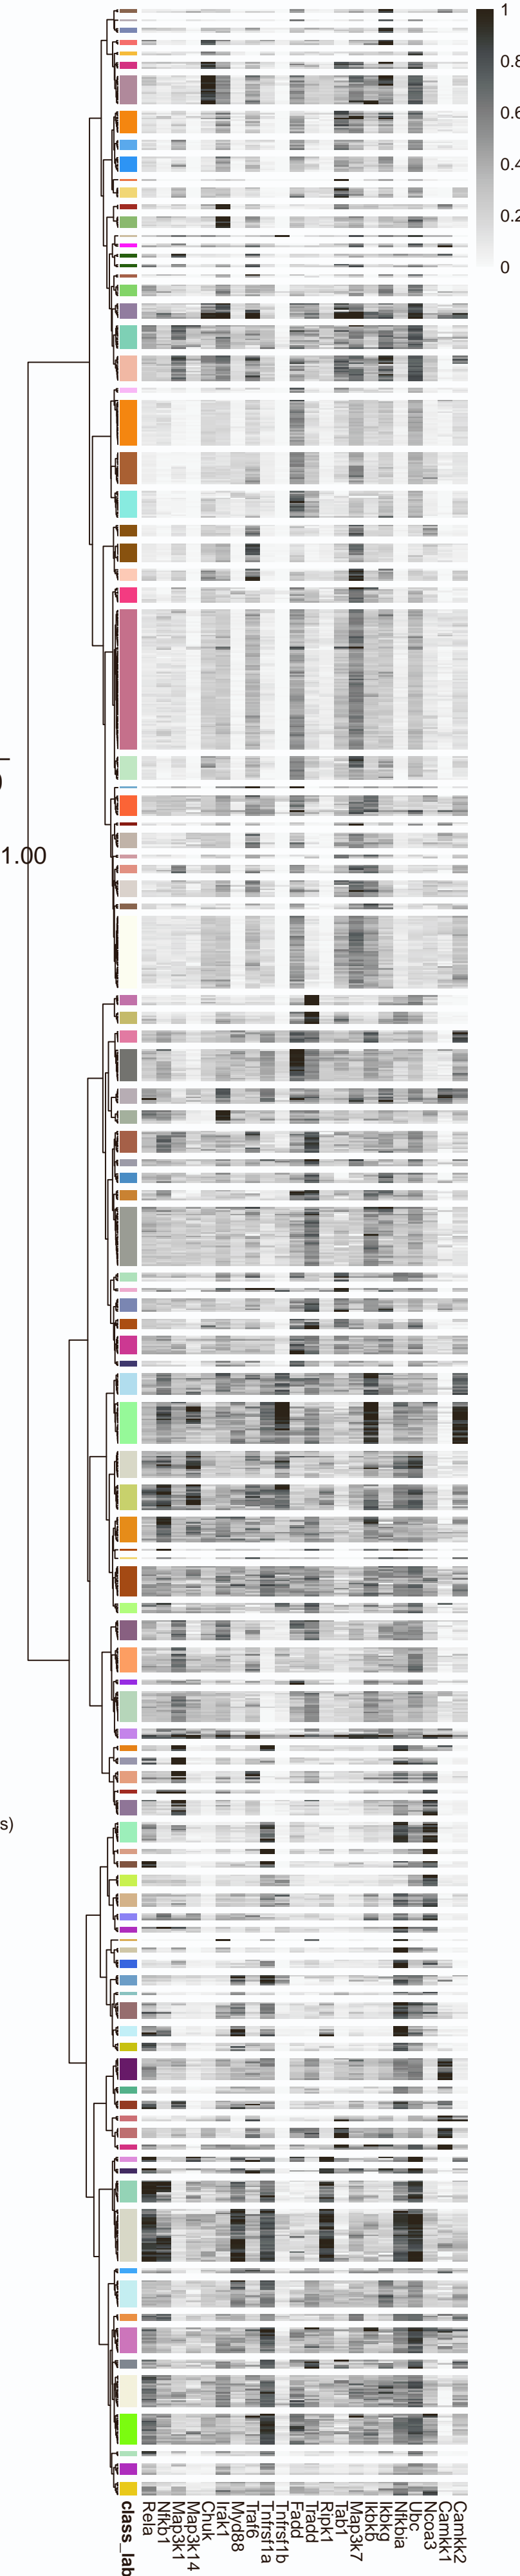 1
0.8
0.6
0.4
0.2
0
)
1.00
s)
class_lab
Rela
Nfkb1
Map3k1
Map3k14
Chuk
Irak1
Myd88
Traf6
Tnfrsf1a
Tnfrsf1b
Fadd
Tradd
Ripk1
Tab1
Map3k7
Ikbkb
Ikbkg
Nfkbia
Ubc
Ncoa3
Camkk1
Camkk2